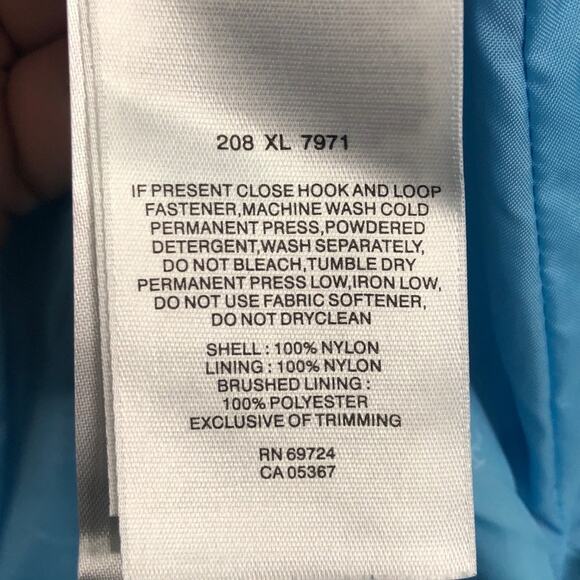 208 XL 7971
IF PRESENT CLOSE HOOK AND LOOP
FASTENER,MACHINE WASH COLD
PERMANENT PRESS,POWDERED
DETERGENT,WASH SEPARATELY,
DO NOT BLEACH,TUMBLE DRY
PERMANENT PRESS LOW,IRON LOW,
DO NOT USE FABRIC SOFTENER,
DO NOT DRYCLEAN
SHELL : 100% NYLON
LINING : 100% NYLON
BRUSHED LINING :
100% POLYESTER
EXCLUSIVE OF TRIMMING
RN 69724
CA 05367